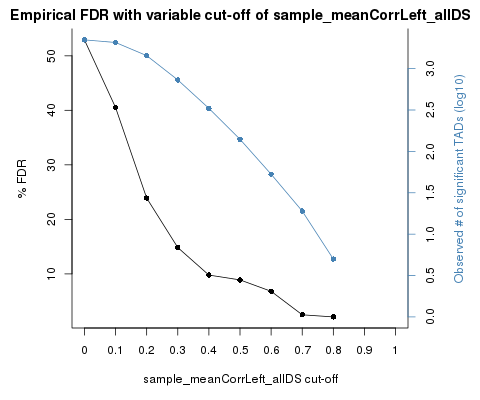 Empirical FDR with variable cut-off of sample_meanCorrLeft_allDS
% FDR
50
40
30
20
10
3.0
2.5
2.0
1.5
1.0
0.5
0.0
Observed # of significant TADs (log10)
0 0.1 0.2 0.3 0.4 0.5 0.6 0.7 0.8 0.9 1
sample_meanCorrLeft_allDS cut-off